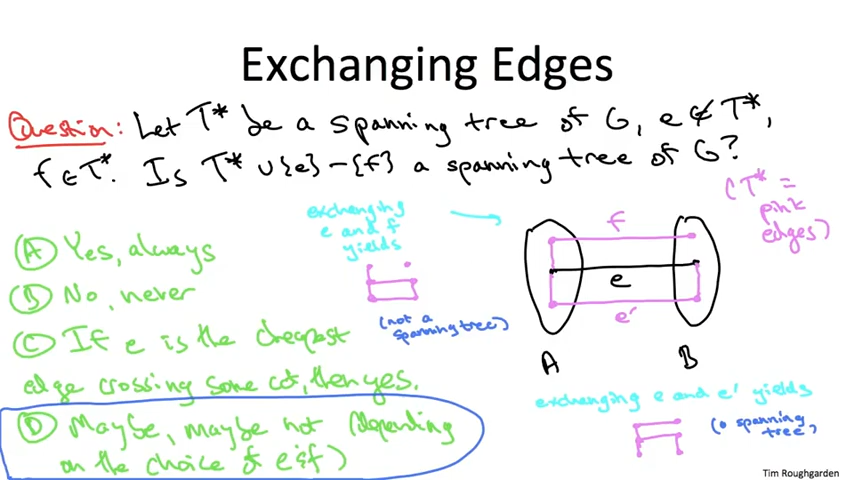 Exchanging Edges
Question: Let T* be a spanning tree of G, e ∉ T*,
f ∈ T*. Is T* ∪ {e} - {f} a spanning tree of G?
(A) Yes, always
(B) No, never
(C) If e is the cheapest
edge crossing some cut, then yes.
(D) Maybe, maybe not (depending
on the choice of e & f)
exchanging
e and f
yields
(not a
spanning tree)
(T* =
pink
edges)
f
e
e'
A
B
exchanging e and e' yields
(a spanning
tree)
Tim Roughgarden